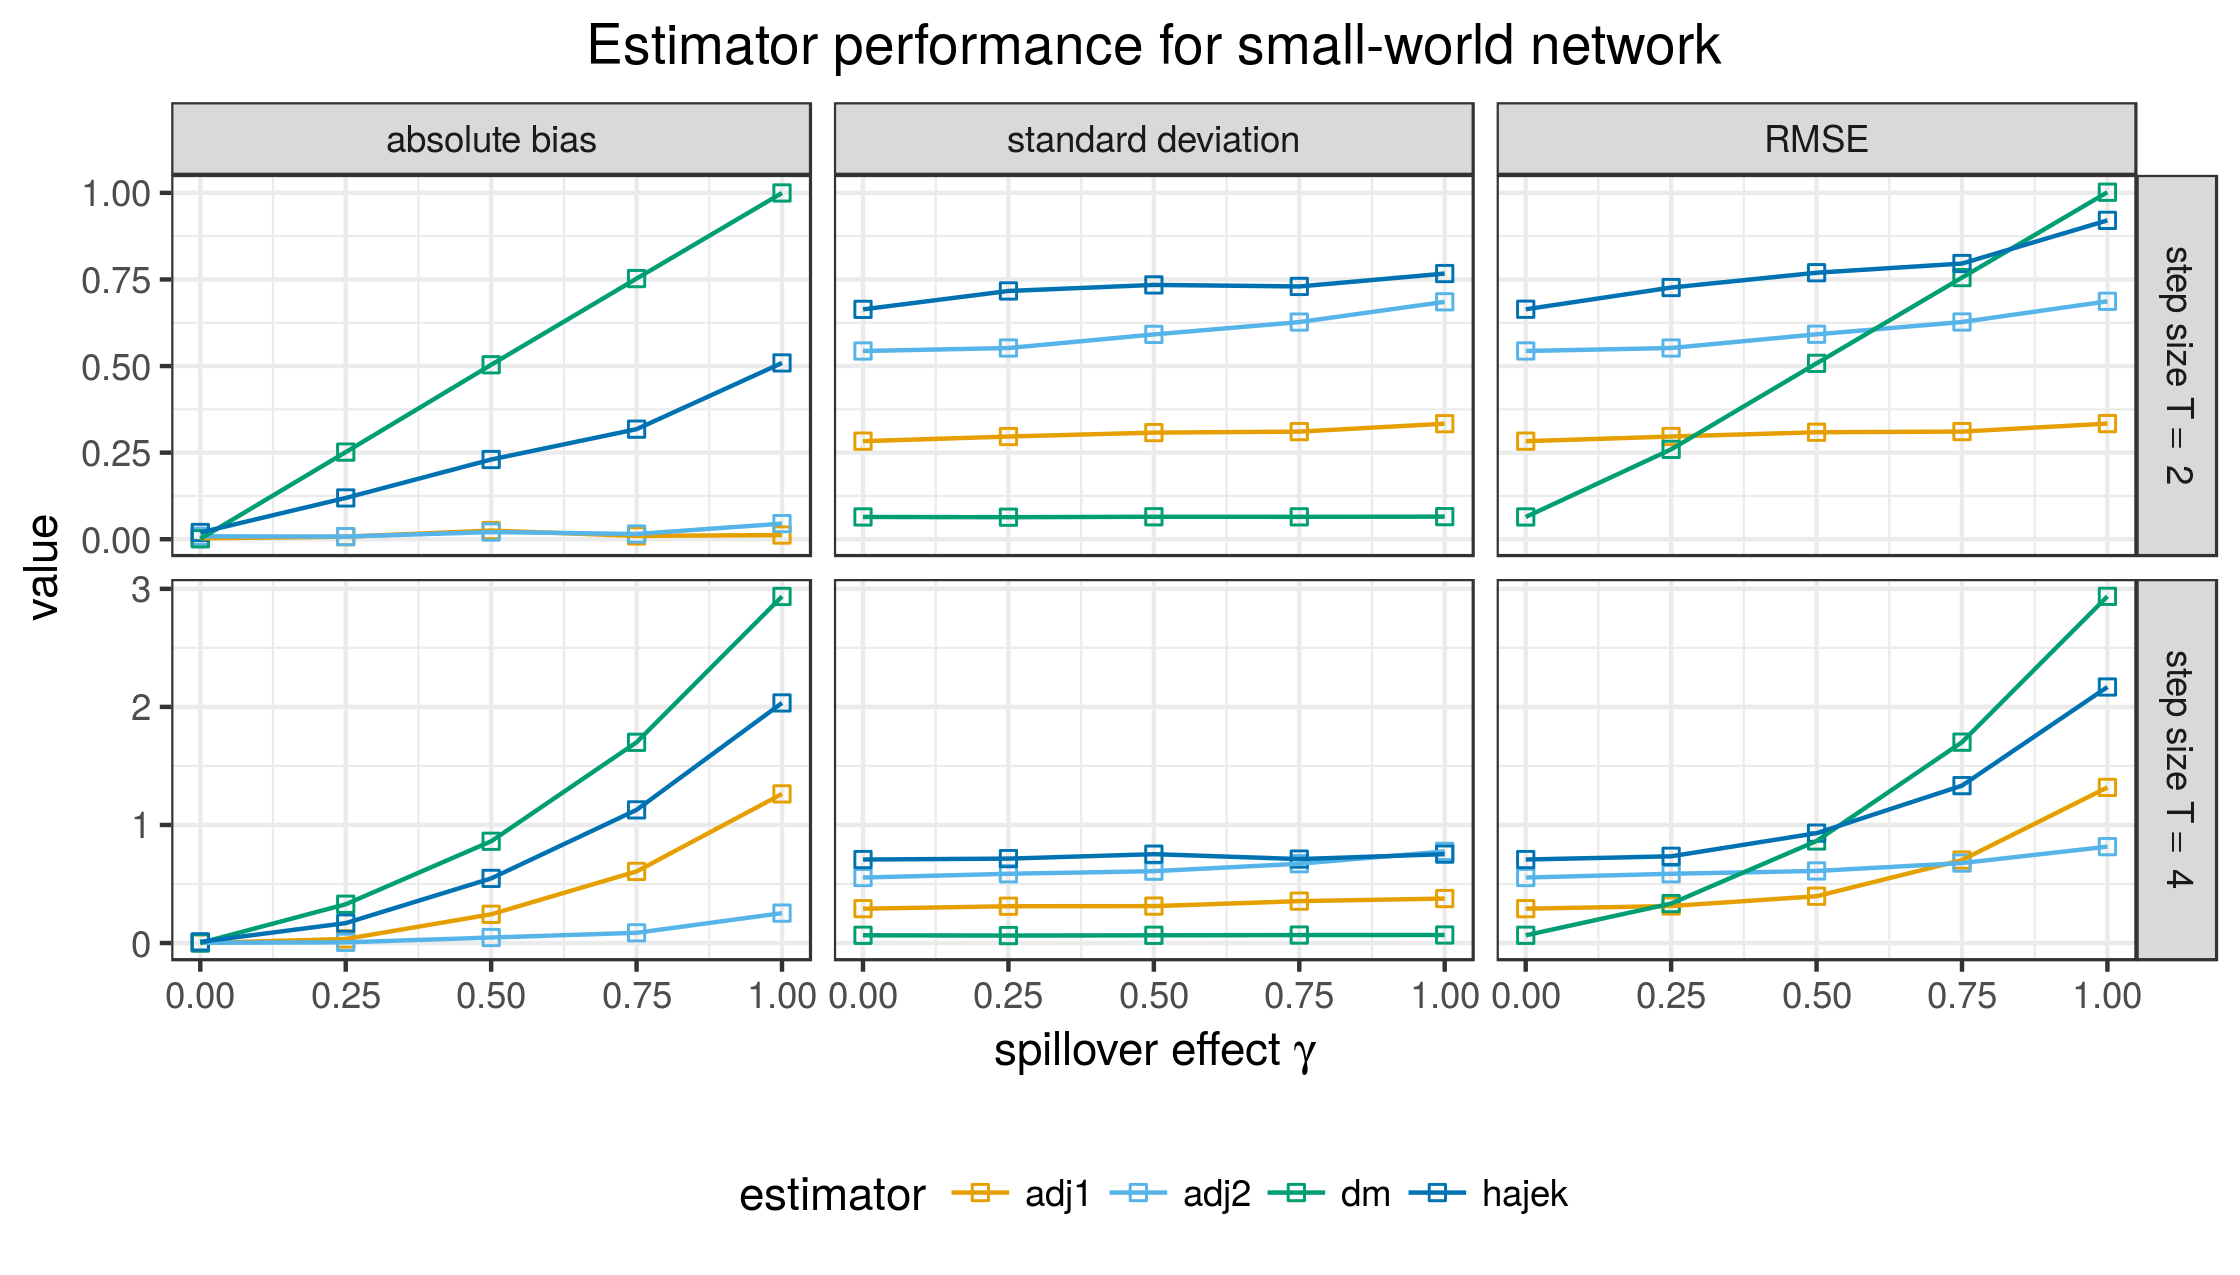 Estimator performance for small-world network
absolute bias
standard deviation
RMSE
1.00
0.75
0.50
0.25
0.00
step size T = 2
value
3
2
1
0
step size T = 4
0.00 0.25 0.50 0.75 1.00
0.00 0.25 0.50 0.75 1.00
0.00 0.25 0.50 0.75 1.00
spillover effect γ
estimator adj1 adj2 dm hajek